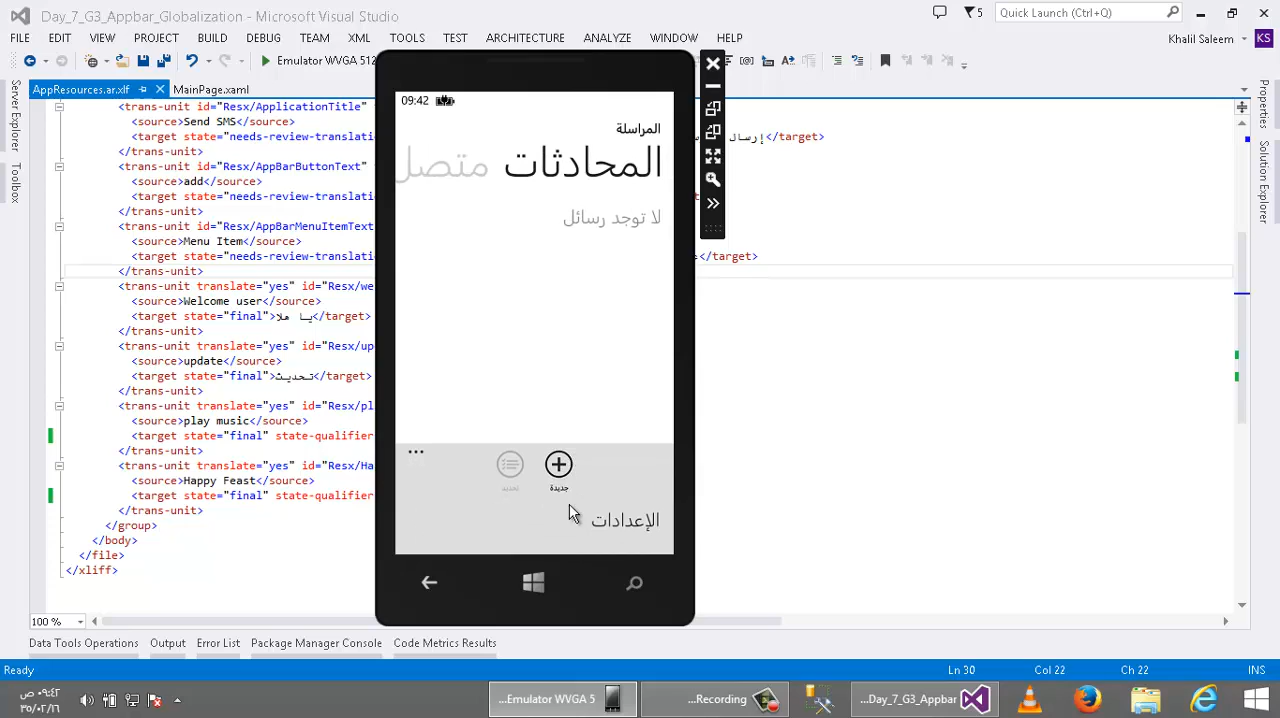 Day_7_G3_Appbar_Globalization - Microsoft Visual Studio
5
Quick Launch (Ctrl+Q)
FILE EDIT VIEW PROJECT BUILD DEBUG TEAM XML TOOLS TEST ARCHITECTURE ANALYZE WINDOW HELP
Khalil Saleem KS
Emulator WVGA 512
AppResources.ar.xlf MainPage.xaml
<trans-unit id="Resx/ApplicationTitle"
<source>Send SMS</source>
<target state="needs-review-translati
إرسال
</target>
</trans-unit>
<trans-unit id="Resx/AppBarButtonText"
<source>add</source>
<target state="needs-review-translati
</trans-unit>
<trans-unit id="Resx/AppBarMenuItemText
<source>Menu Item</source>
<target state="needs-review-translati
</target>
</trans-unit>
<trans-unit translate="yes" id="Resx/we
<source>Welcome user</source>
<target state="final">يا هلا</target>
</trans-unit>
<trans-unit translate="yes" id="Resx/up
<source>update</source>
<target state="final">تحديث</target>
</trans-unit>
<trans-unit translate="yes" id="Resx/pl
<source>play music</source>
<target state="final" state-qualifier
</trans-unit>
<trans-unit translate="yes" id="Resx/Ha
<source>Happy Feast</source>
<target state="final" state-qualifier
</trans-unit>
</group>
</body>
</file>
</xliff>
09:42
المراسلة
المحادثات متصل
لا توجد رسائل
...
جديدة
تحديد
الإعدادات
Properties
Solution Explorer
100 %
Data Tools Operations Output Error List Package Manager Console Code Metrics Results
Ready Ln 30 Col 22 Ch 22 INS
٠٩:٤٢ ص
...Emulator WVGA 5
...Recording
...Day_7_G3_Appbar